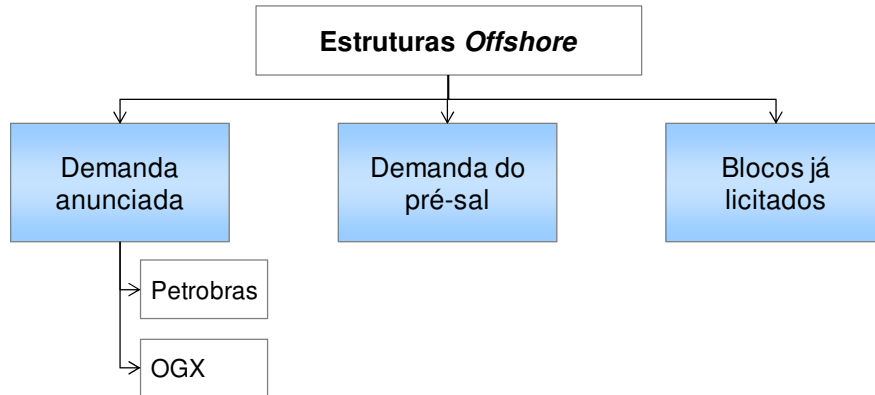 Estruturas Offshore
Demanda
anunciada
Demanda do
pré-sal
Blocos já
licitados
Petrobras
OGX